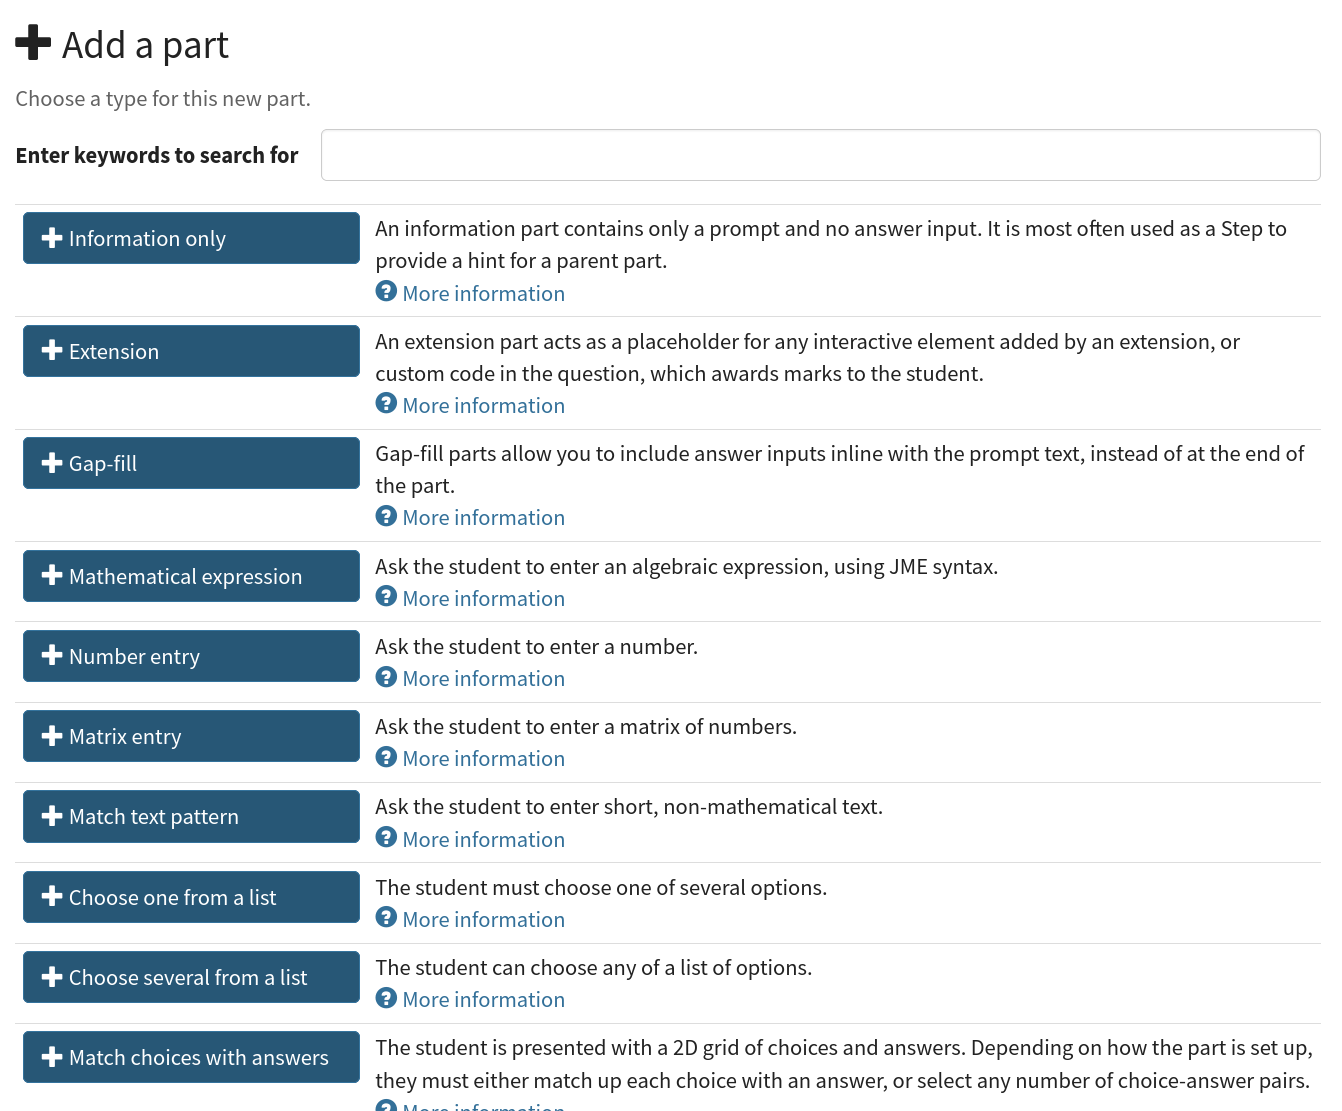 Add a part
Choose a type for this new part.
Enter keywords to search for
Information only
An information part contains only a prompt and no answer input. It is most often used as a Step to
provide a hint for a parent part.
More information
Extension
An extension part acts as a placeholder for any interactive element added by an extension, or
custom code in the question, which awards marks to the student.
More information
Gap-fill
Gap-fill parts allow you to include answer inputs inline with the prompt text, instead of at the end of
the part.
More information
Mathematical expression
Ask the student to enter an algebraic expression, using JME syntax.
More information
Number entry
Ask the student to enter a number.
More information
Matrix entry
Ask the student to enter a matrix of numbers.
More information
Match text pattern
Ask the student to enter short, non-mathematical text.
More information
Choose one from a list
The student must choose one of several options.
More information
Choose several from a list
The student can choose any of a list of options.
More information
Match choices with answers
The student is presented with a 2D grid of choices and answers. Depending on how the part is set up,
they must either match up each choice with an answer, or select any number of choice-answer pairs.
More information